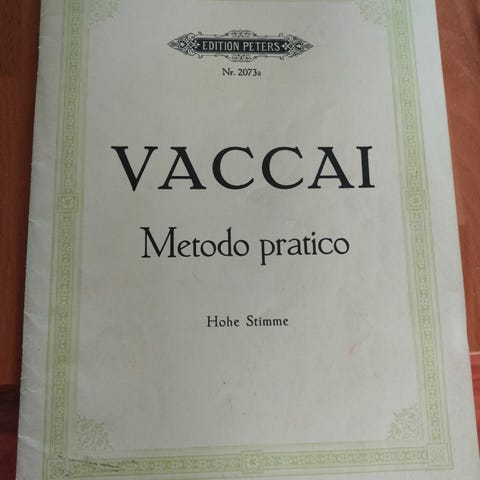 EDITION PETERS
Nr. 2073a
VACCAI
Metodo pratico
Hohe Stimme